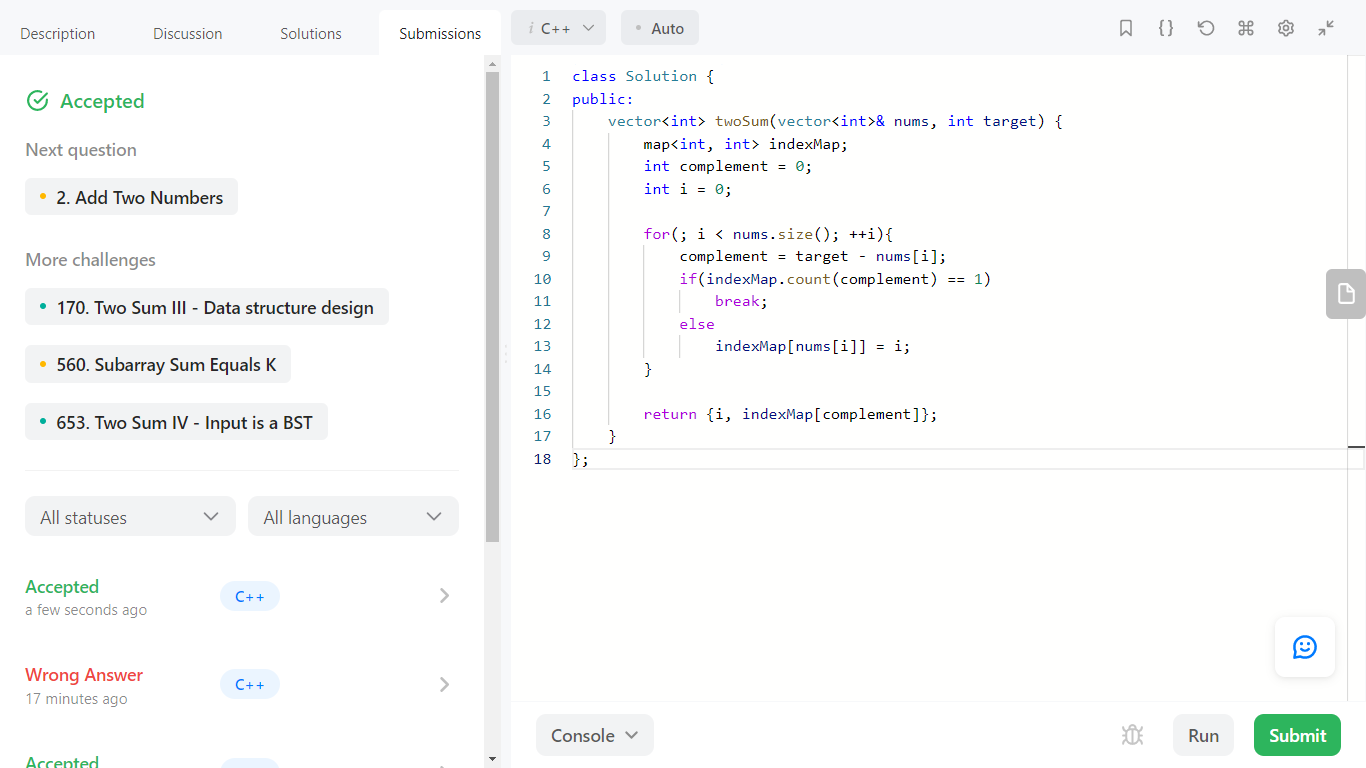 Description Discussion Solutions Submissions
Accepted
Next question
2. Add Two Numbers
More challenges
170. Two Sum III - Data structure design
560. Subarray Sum Equals K
653. Two Sum IV - Input is a BST
All statuses All languages
Accepted
a few seconds ago
C++
Wrong Answer
17 minutes ago
C++
Accepted
i C++ Auto
1 class Solution {
2 public:
3 vector<int> twoSum(vector<int>& nums, int target) {
4 map<int, int> indexMap;
5 int complement = 0;
6 int i = 0;
7
8 for(; i < nums.size(); ++i){
9 complement = target - nums[i];
10 if(indexMap.count(complement) == 1)
11 break;
12 else
13 indexMap[nums[i]] = i;
14 }
15
16 return {i, indexMap[complement]};
17 }
18 };
Console Run Submit